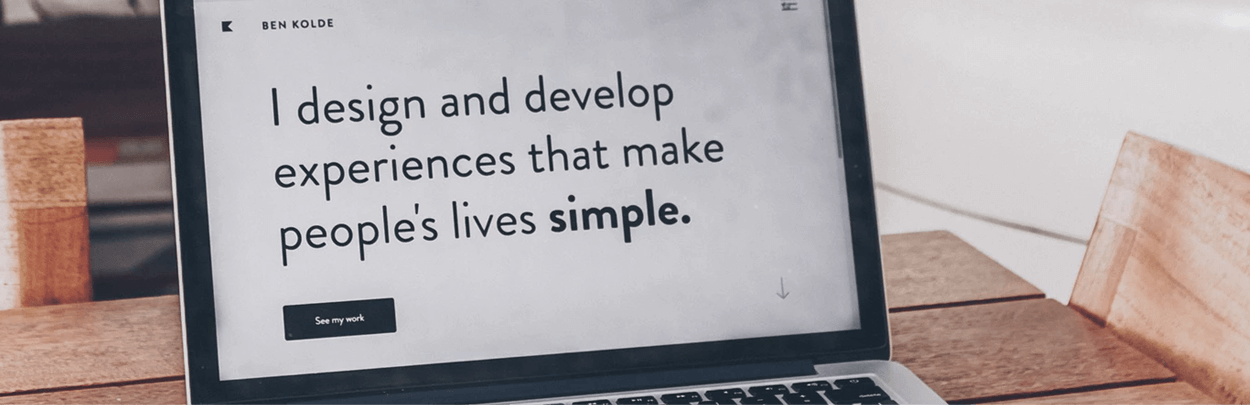 BEN KOLDE
I design and develop
experiences that make
people's lives simple.
See my work